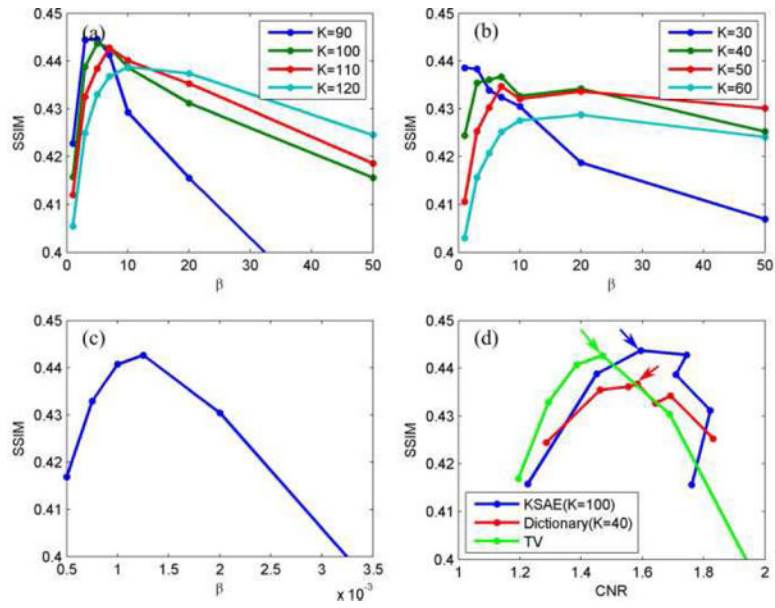 (a)
K=90
K=100
K=110
K=120
SSIM
0.45
0.44
0.43
0.42
0.41
0.4
0 10 20 30 40 50
β
(b)
K=30
K=40
K=50
K=60
SSIM
0.45
0.44
0.43
0.42
0.41
0.4
0 10 20 30 40 50
β
(c)
SSIM
0.45
0.44
0.43
0.42
0.41
0.4
0.5 1 1.5 2 2.5 3 3.5
β
x 10⁻³
(d)
SSIM
0.45
0.44
0.43
0.42
0.41
0.4
KSAE(K=100)
Dictionary(K=40)
TV
1 1.2 1.4 1.6 1.8 2
CNR